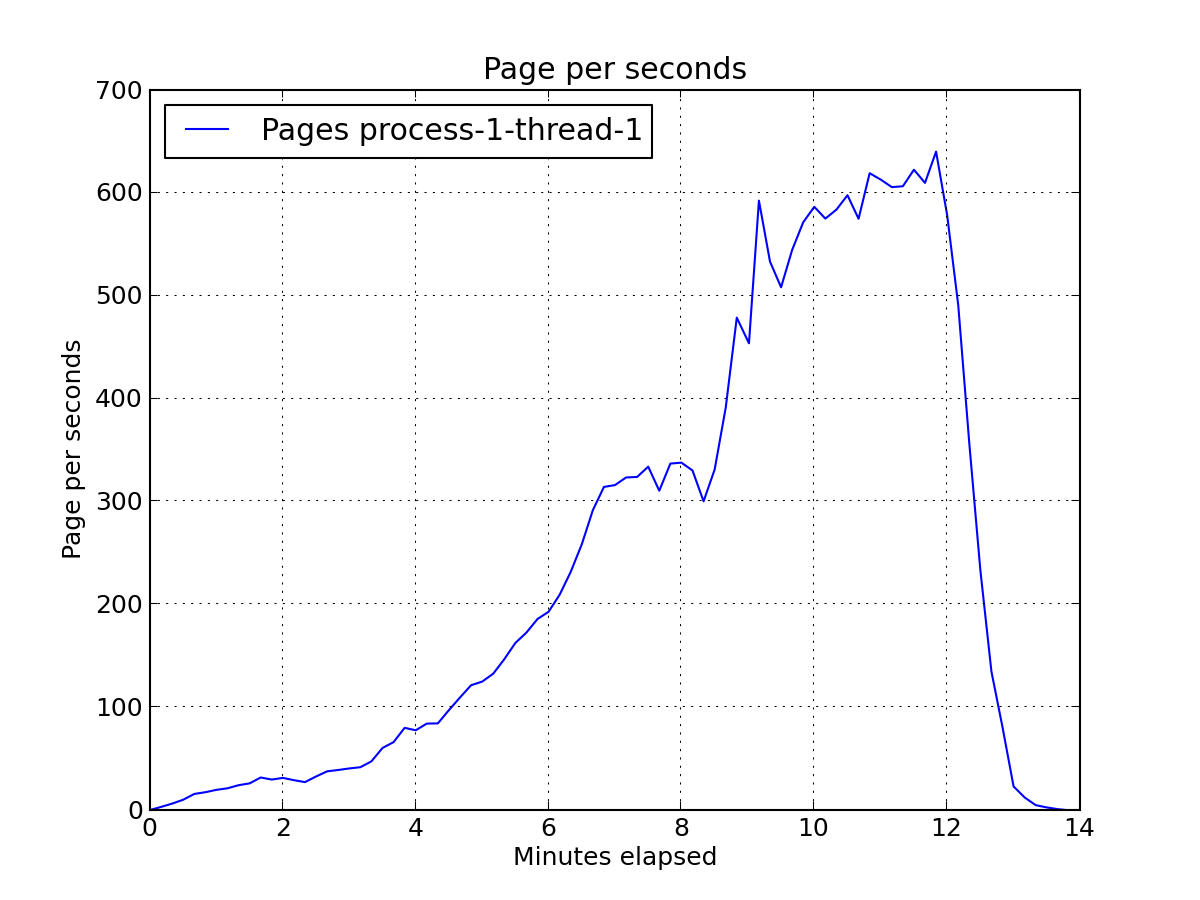 Page per seconds
Pages process-1-thread-1
700
600
500
400
300
200
100
0
Page per seconds
0 2 4 6 8 10 12 14
Minutes elapsed